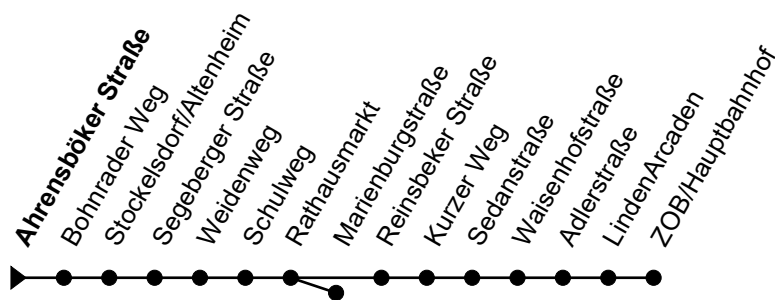 Ahrensböker Straße
Bohnrader Weg
Stockelsdorf/Altenheim
Segeberger Straße
Weidenweg
Schulweg
Rathausmarkt
Marienburgstraße
Reinsbeker Straße
Kurzer Weg
Sedanstraße
Waisenhofstraße
Adlerstraße
LindenArcaden
ZOB/Hauptbahnhof